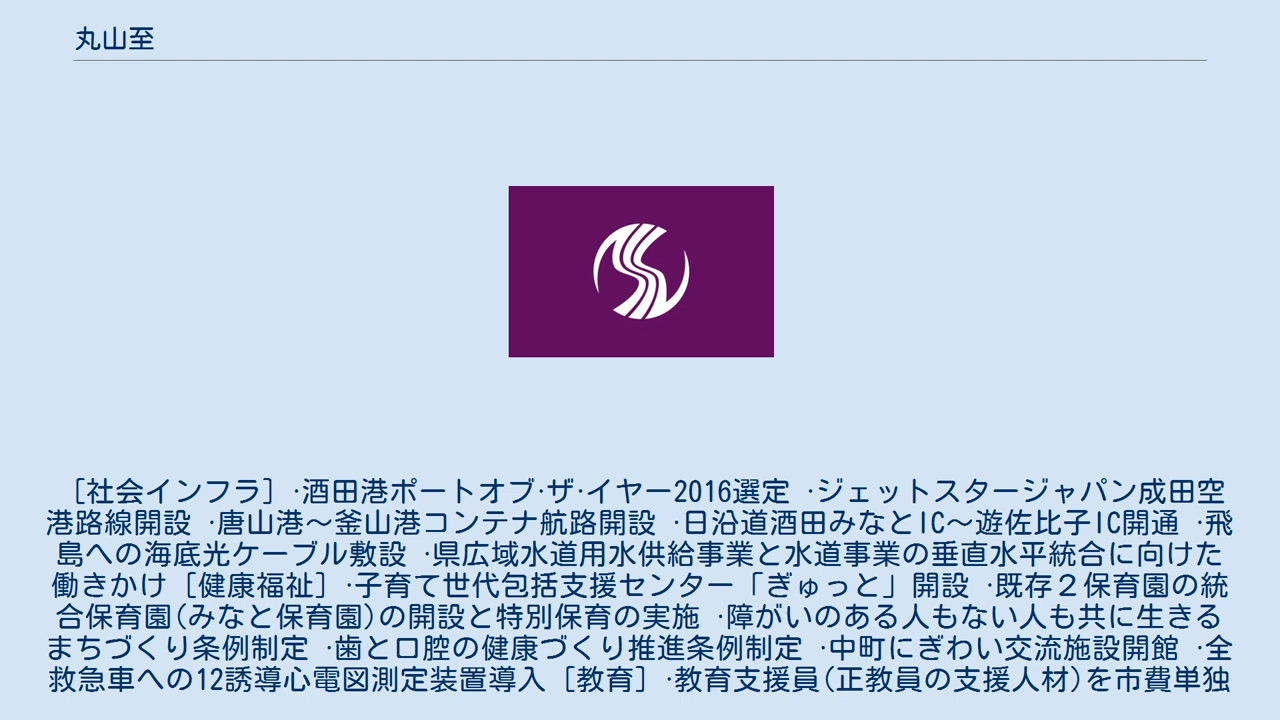 丸山至
［社会インフラ］·酒田港ポートオブ·ザ·イヤー2016選定 ·ジェットスタージャパン成田空
港路線開設 ·唐山港〜釜山港コンテナ航路開設 ·日沿道酒田みなとIC〜遊佐比子IC開通 ·飛
島への海底光ケーブル敷設 ·県広域水道用水供給事業と水道事業の垂直水平統合に向けた
働きかけ［健康福祉］·子育て世代包括支援センター「ぎゅっと」開設 ·既存２保育園の統
合保育園(みなと保育園)の開設と特別保育の実施 ·障がいのある人もない人も共に生きる
まちづくり条例制定 ·歯と口腔の健康づくり推進条例制定 ·中町にぎわい交流施設開館 ·全
救急車への12誘導心電図測定装置導入［教育］·教育支援員(正教員の支援人材)を市費単独